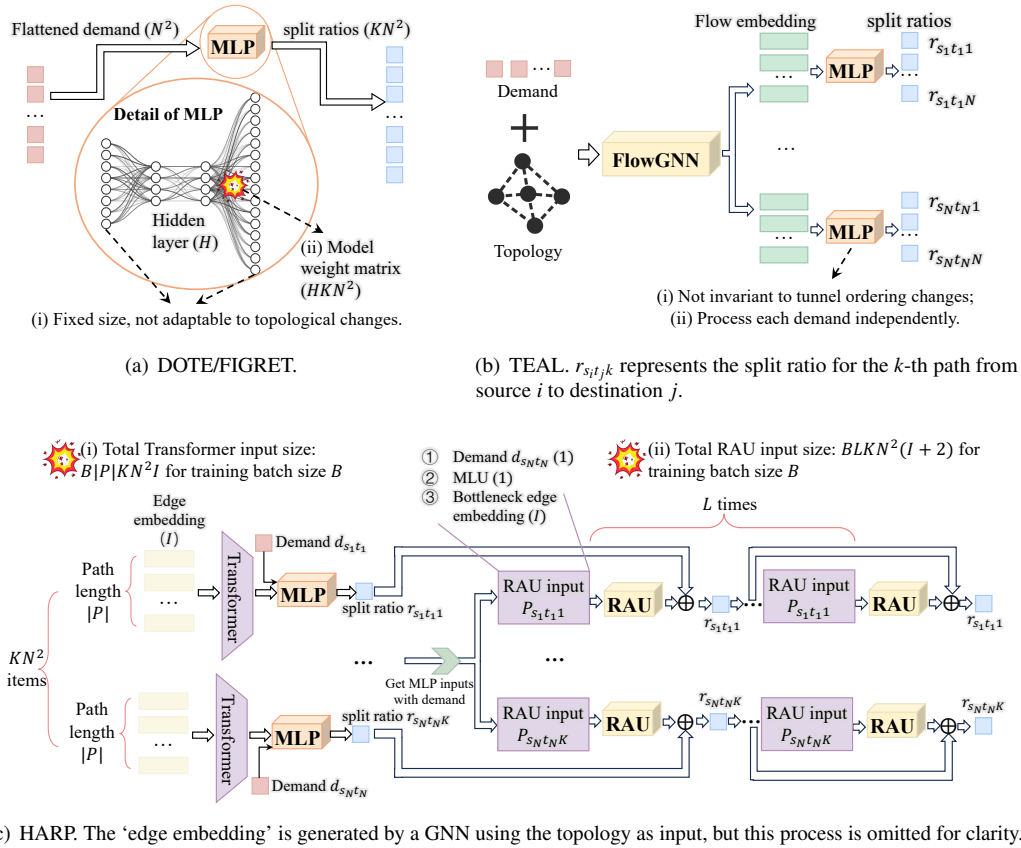 Flattened demand (N²)
MLP
split ratios (KN²)
...
...
Detail of MLP
Hidden
layer (H)
(ii) Model
weight matrix
(HKN²)
(i) Fixed size, not adaptable to topological changes.
(a) DOTE/FIGRET.
Flow embedding
split ratios
...
Demand
+
Topology
FlowGNN
...
MLP
...
r_{s_1t_11}
r_{s_1t_1N}
...
...
MLP
...
r_{s_Nt_N1}
r_{s_Nt_NN}
(i) Not invariant to tunnel ordering changes;
(ii) Process each demand independently.
(b) TEAL. r_{s_it_jk} represents the split ratio for the k-th path from
source i to destination j.
(i) Total Transformer input size:
B|P|KN²I for training batch size B
① Demand d_{s_Nt_N} (1)
② MLU (1)
③ Bottleneck edge
embedding (I)
(ii) Total RAU input size: BLKN²(I + 2) for
training batch size B
L times
Edge
embedding
(I)
Path
length
|P|
...
Transformer
Demand d_{s_1t_1}
MLP
split ratio r_{s_1t_11}
RAU input
P_{s_1t_11}
RAU
⊕
r_{s_1t_11}
...
RAU input
P_{s_1t_11}
RAU
⊕
r_{s_1t_11}
KN²
items
...
Get MLP inputs
with demand
...
Path
length
|P|
...
Transformer
MLP
split ratio r_{s_Nt_NK}
Demand d_{s_Nt_N}
RAU input
P_{s_Nt_NK}
RAU
⊕
r_{s_Nt_NK}
...
RAU input
P_{s_Nt_NK}
RAU
⊕
r_{s_Nt_NK}
) HARP. The ‘edge embedding’ is generated by a GNN using the topology as input, but this process is omitted for clarity.